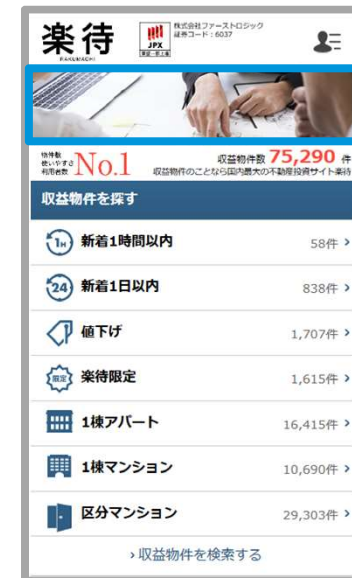 楽待
RAKUMACHI
JPX
東証一部上場
株式会社ファーストロジック
証券コード：6037
物件数
使いやすさ
利用者数
No.1
収益物件数 75,290 件
収益物件のことなら国内最大の不動産投資サイト楽待
収益物件を探す
1H
新着1時間以内
58件 ›
24
新着1日以内
838件 ›
値下げ
1,707件 ›
限定
楽待限定
1,615件 ›
1棟アパート
16,415件 ›
1棟マンション
10,690件 ›
区分マンション
29,303件 ›
› 収益物件を検索する